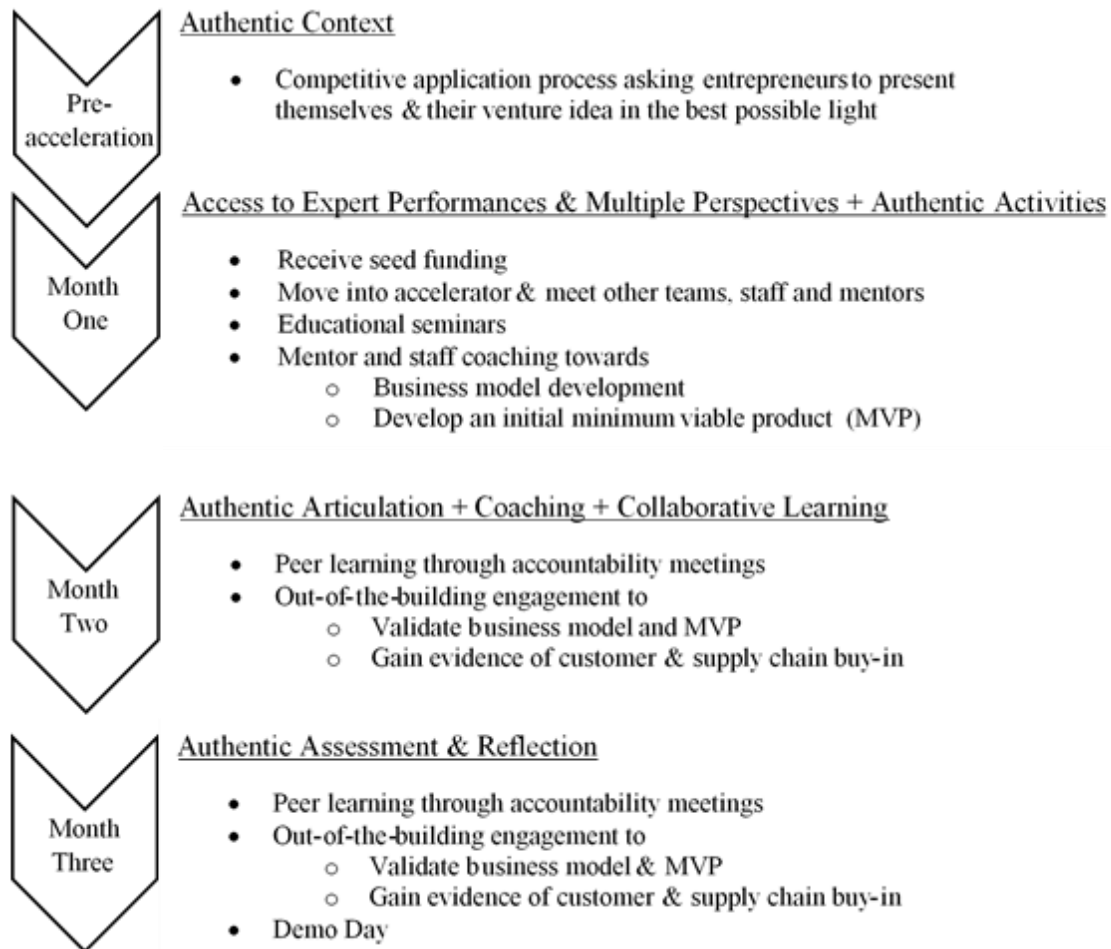 Authentic Context
• Competitive application process asking entrepreneurs to present
themselves & their venture idea in the best possible light
Pre-
acceleration
Access to Expert Performances & Multiple Perspectives + Authentic Activities
• Receive seed funding
• Move into accelerator & meet other teams, staff and mentors
• Educational seminars
• Mentor and staff coaching towards
o Business model development
o Develop an initial minimum viable product (MVP)
Month
One
Authentic Articulation + Coaching + Collaborative Learning
• Peer learning through accountability meetings
• Out-of-the-building engagement to
o Validate business model and MVP
o Gain evidence of customer & supply chain buy-in
Month
Two
Authentic Assessment & Reflection
• Peer learning through accountability meetings
• Out-of-the-building engagement to
o Validate business model & MVP
o Gain evidence of customer & supply chain buy-in
• Demo Day
Month
Three